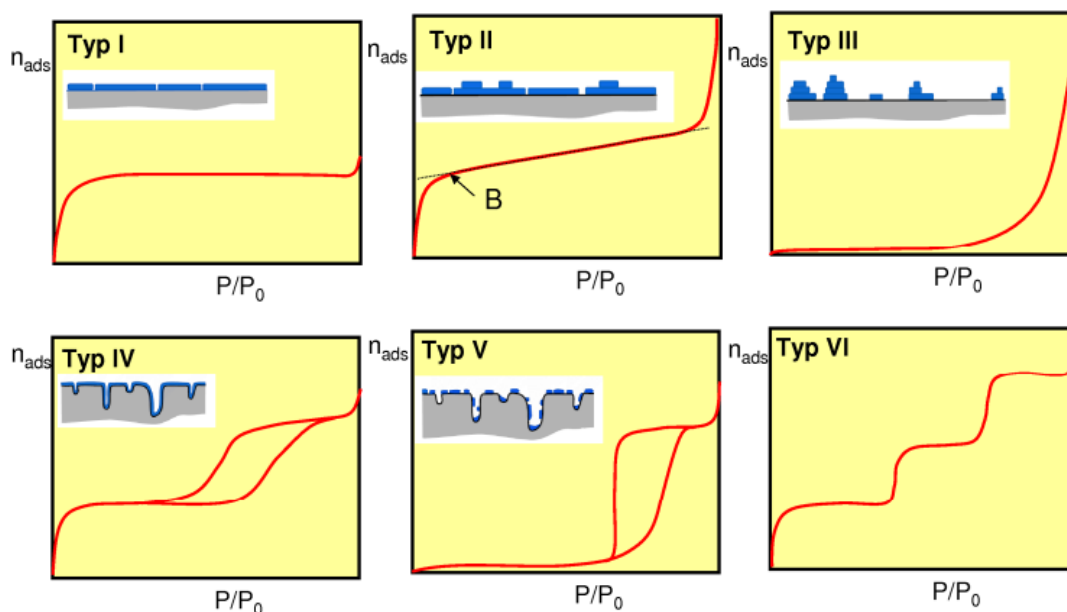 Typ I
n_ads
P/P_0
Typ II
n_ads
B
P/P_0
Typ III
n_ads
P/P_0
Typ IV
n_ads
P/P_0
Typ V
n_ads
P/P_0
Typ VI
n_ads
P/P_0